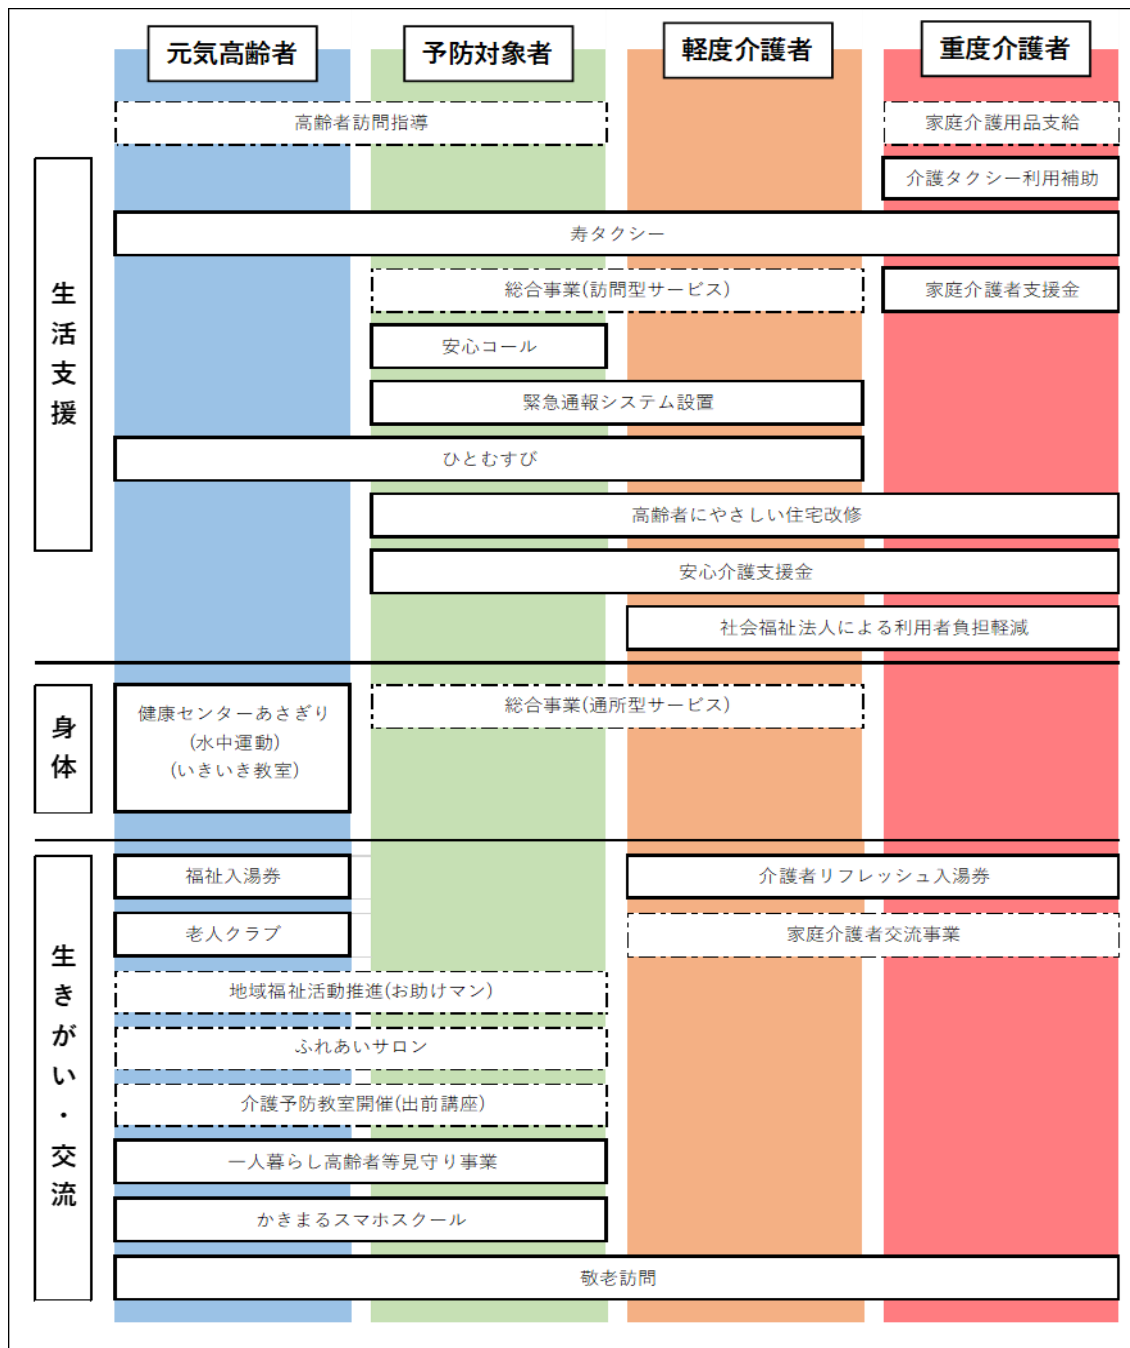 元気高齢者
予防対象者
軽度介護者
重度介護者
生活支援
高齢者訪問指導
家庭介護用品支給
介護タクシー利用補助
寿タクシー
総合事業(訪問型サービス)
家庭介護者支援金
安心コール
緊急通報システム設置
ひとむすび
高齢者にやさしい住宅改修
安心介護支援金
社会福祉法人による利用者負担軽減
身体
健康センターあさぎり
(水中運動)
(いきいき教室)
総合事業(通所型サービス)
生きがい・交流
福祉入湯券
介護者リフレッシュ入湯券
老人クラブ
家庭介護者交流事業
地域福祉活動推進(お助けマン)
ふれあいサロン
介護予防教室開催(出前講座)
一人暮らし高齢者等見守り事業
かきまるスマホスクール
敬老訪問